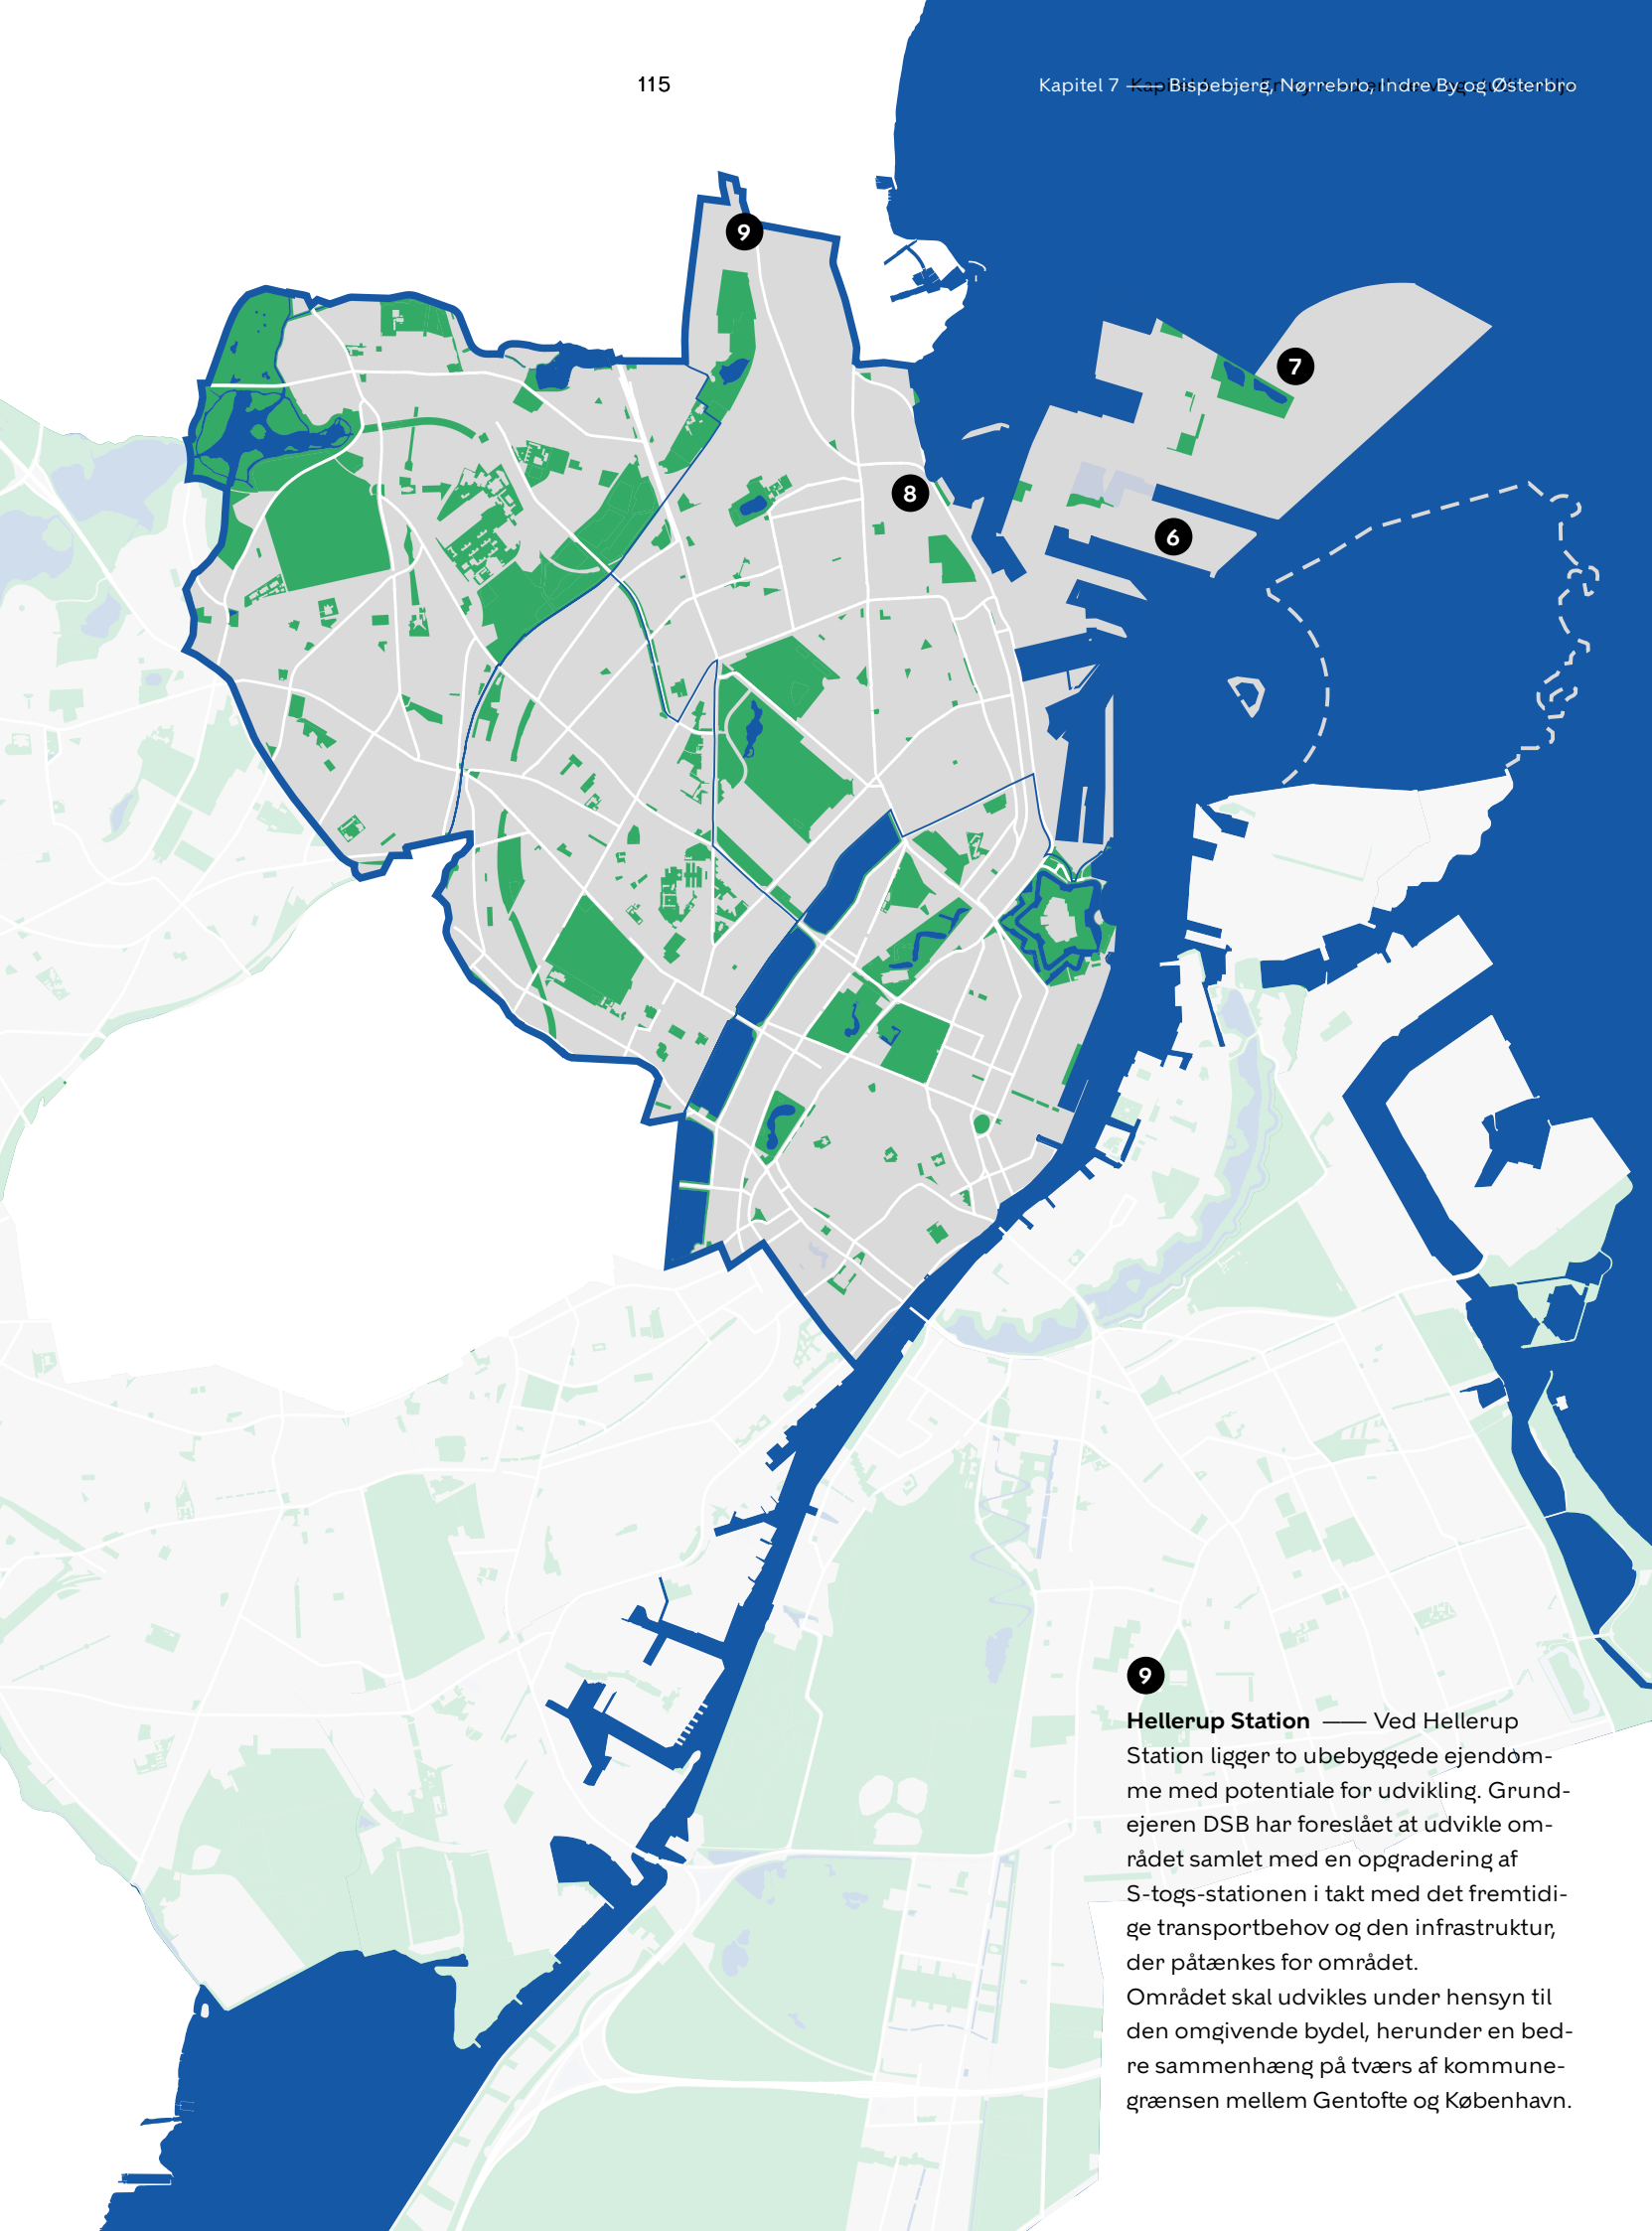 115
Kapitel 7 —— Bispebjerg, Nørrebro, Indre By og Østerbro
9
7
8
6
9
Hellerup Station —— Ved Hellerup
Station ligger to ubebyggede ejendom-
me med potentiale for udvikling. Grund-
ejeren DSB har foreslået at udvikle om-
rådet samlet med en opgradering af
S-togs-stationen i takt med det fremtidi-
ge transportbehov og den infrastruktur,
der påtænkes for området.
Området skal udvikles under hensyn til
den omgivende bydel, herunder en bed-
re sammenhæng på tværs af kommune-
grænsen mellem Gentofte og København.